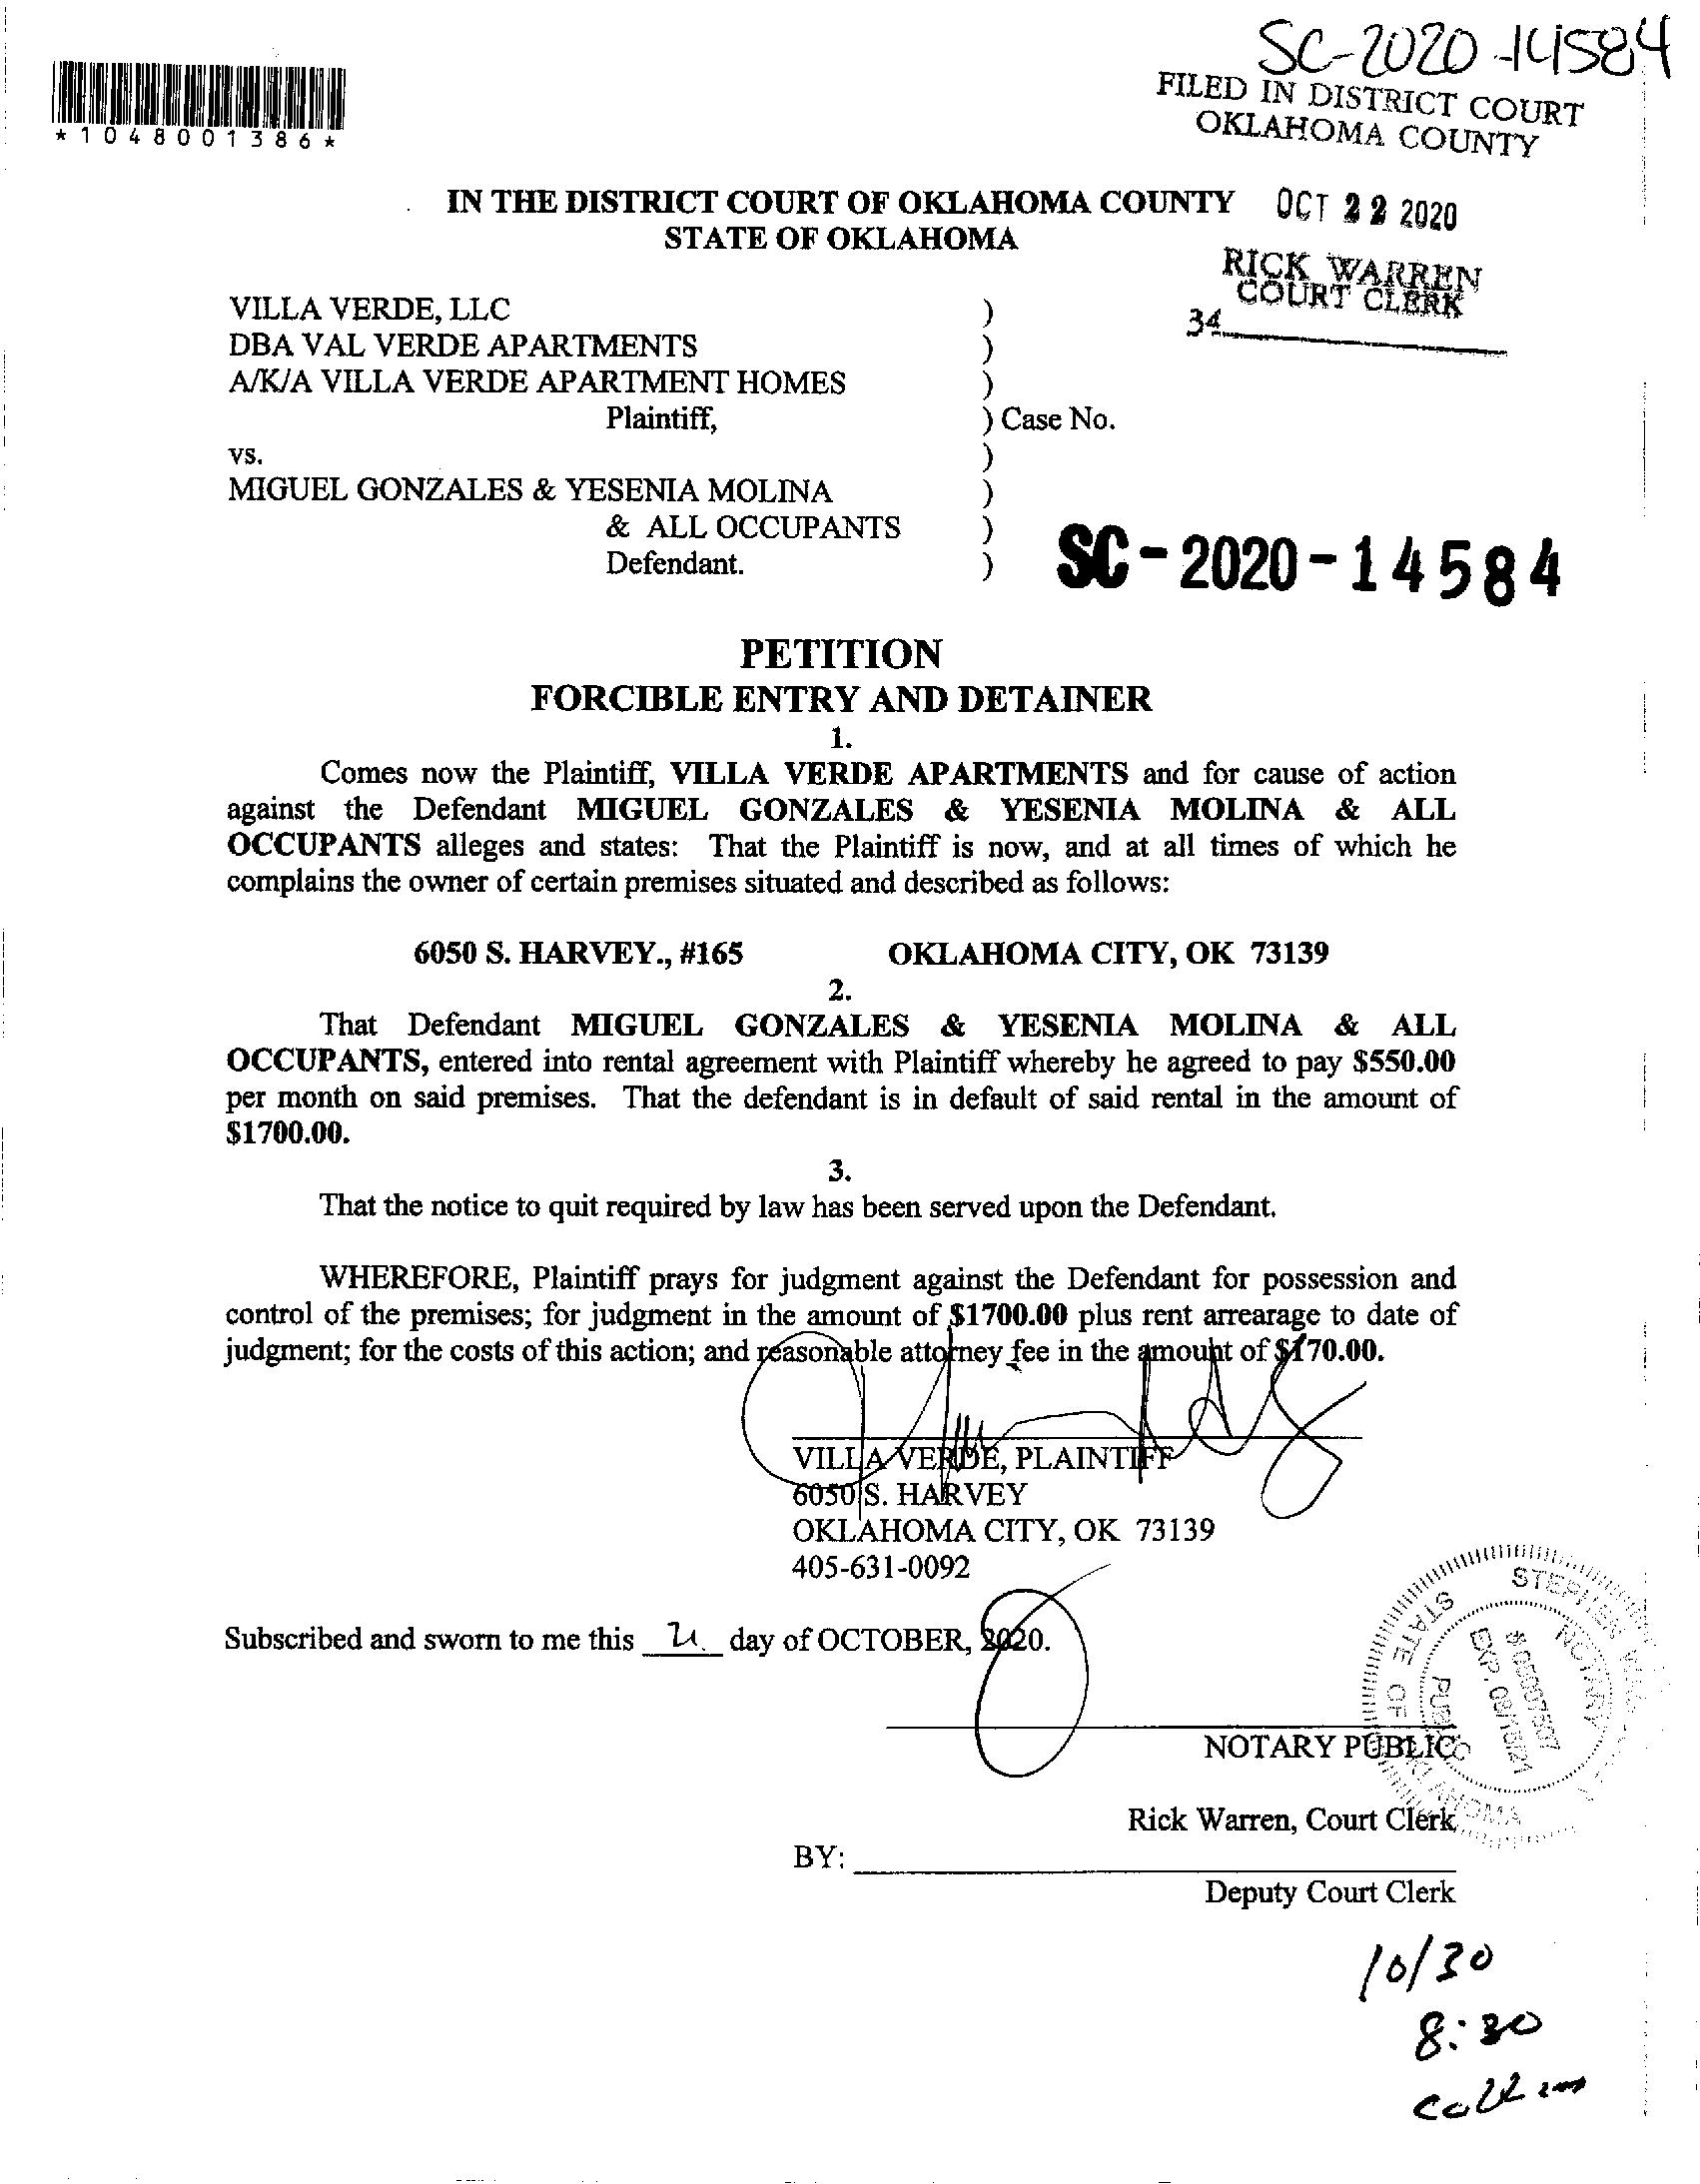 SC-2020-14584
FILED IN DISTRICT COURT
OKLAHOMA COUNTY
*1048001386*
IN THE DISTRICT COURT OF OKLAHOMA COUNTY
STATE OF OKLAHOMA
OCT 22 2020
RICK WARREN
COURT CLERK
34
VILLA VERDE, LLC )
DBA VAL VERDE APARTMENTS )
A/K/A VILLA VERDE APARTMENT HOMES )
Plaintiff, ) Case No.
vs. )
MIGUEL GONZALES & YESENIA MOLINA )
& ALL OCCUPANTS )
Defendant. )
SC-2020-14584
PETITION
FORCIBLE ENTRY AND DETAINER
1.
Comes now the Plaintiff, VILLA VERDE APARTMENTS and for cause of action
against the Defendant MIGUEL GONZALES & YESENIA MOLINA & ALL
OCCUPANTS alleges and states: That the Plaintiff is now, and at all times of which he
complains the owner of certain premises situated and described as follows:
6050 S. HARVEY., #165 OKLAHOMA CITY, OK 73139
2.
That Defendant MIGUEL GONZALES & YESENIA MOLINA & ALL
OCCUPANTS, entered into rental agreement with Plaintiff whereby he agreed to pay $550.00
per month on said premises. That the defendant is in default of said rental in the amount of
$1700.00.
3.
That the notice to quit required by law has been served upon the Defendant.
WHEREFORE, Plaintiff prays for judgment against the Defendant for possession and
control of the premises; for judgment in the amount of $1700.00 plus rent arrearage to date of
judgment; for the costs of this action; and reasonable attorney fee in the amount of $170.00.
VILLA VERDE, PLAINTIFF
6050 S. HARVEY
OKLAHOMA CITY, OK 73139
405-631-0092
Subscribed and sworn to me this day of OCTOBER, 2020.
STEPHEN
NOTARY PUBLIC
EXP. 08/15/21
STATE OF OKLAHOMA
NOTARY PUBLIC
Rick Warren, Court Clerk
BY:
Deputy Court Clerk
10/30
8:30